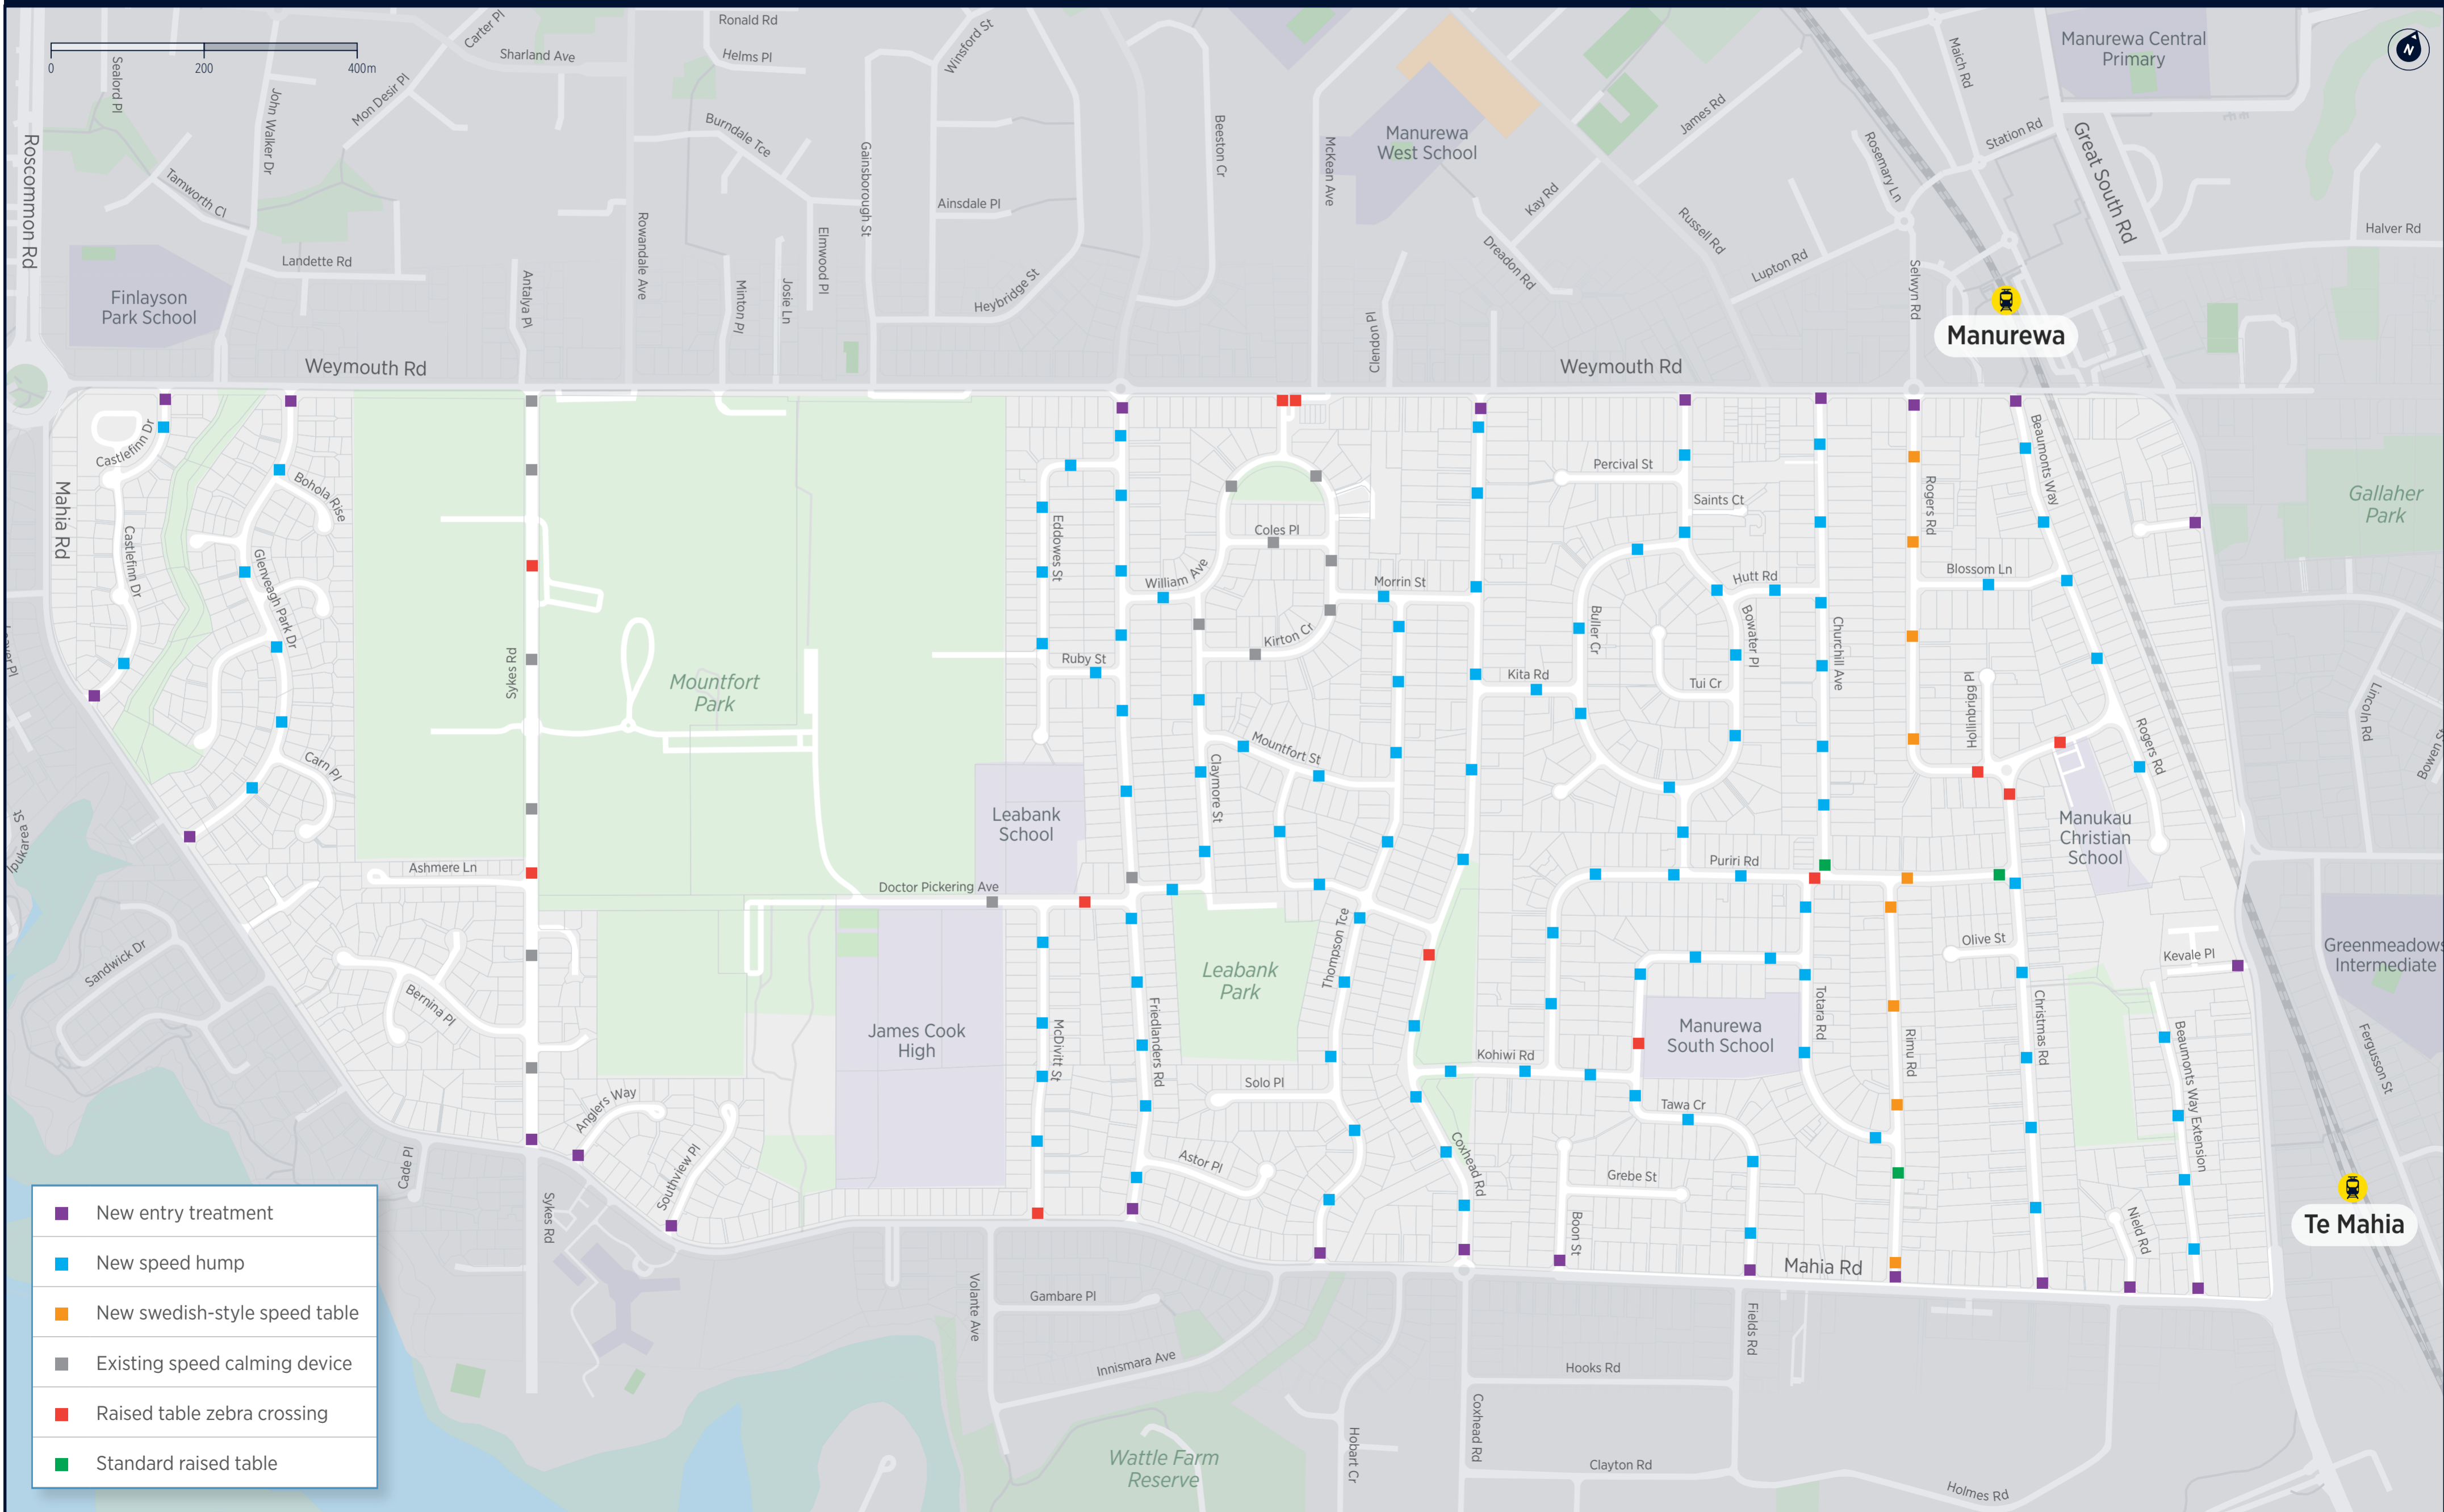 0 200 400m
Sealord Pl
Carter Pl
Sharland Ave
Ronald Rd
Helms Pl
Winsford St
Maich Rd
Manurewa Central
Primary
N
Roscommon Rd
John Walker Dr
Mon Desir Pl
Burndale Tce
Gainsborough St
Beeston Cr
McKean Ave
Manurewa
West School
James Rd
Rosemary Ln
Station Rd
Great South Rd
Tamworth Cl
Rowandale Ave
Elmwood Pl
Ainsdale Pl
Kay Rd
Russell Rd
Halver Rd
Landette Rd
Antalya Pl
Minton Pl
Josie Ln
Heybridge St
Clendon Pl
Dreadon Rd
Lupton Rd
Selwyn Rd
Finlayson
Park School
Manurewa
Weymouth Rd
Weymouth Rd
Castlefinn Dr
Bohola Rise
Mahia Rd
Castlefinn Dr
Glenveagh Park Dr
Carn Pl
Sykes Rd
Mountfort
Park
Eddowes St
William Ave
Coles Pl
Morrin St
Kirton Cr
Ruby St
Percival St
Saints Ct
Hutt Rd
Buller Cr
Bowater Pl
Kita Rd
Tui Cr
Churchill Ave
Rogers Rd
Beaumonts Way
Blossom Ln
Hollinbrigg Pl
Rogers Rd
Gallaher
Park
Lincoln Rd
Mountfort St
Claymore St
Leabank
School
Manukau
Christian
School
Ashmere Ln
Doctor Pickering Ave
Puriri Rd
Sandwick Dr
Bernina Pl
Leabank
Park
Thompson Tce
Olive St
Kevale Pl
Greenmeadows
Intermediate
James Cook
High
McDivitt St
Friedlanders Rd
Kohiwi Rd
Manurewa
South School
Totara Rd
Rimu Rd
Christmas Rd
Beaumonts Way Extension
Fergusson St
Anglers Way
Southview Pl
Solo Pl
Astor Pl
Coxhead Rd
Tawa Cr
Grebe St
Boon St
Nield Rd
Cade Pl
Sykes Rd
Te Mahia
Mahia Rd
Volante Ave
Gambare Pl
Innismara Ave
Hooks Rd
Fields Rd
Wattle Farm
Reserve
Hobart Cr
Coxhead Rd
Clayton Rd
Holmes Rd
New entry treatment
New speed hump
New swedish-style speed table
Existing speed calming device
Raised table zebra crossing
Standard raised table